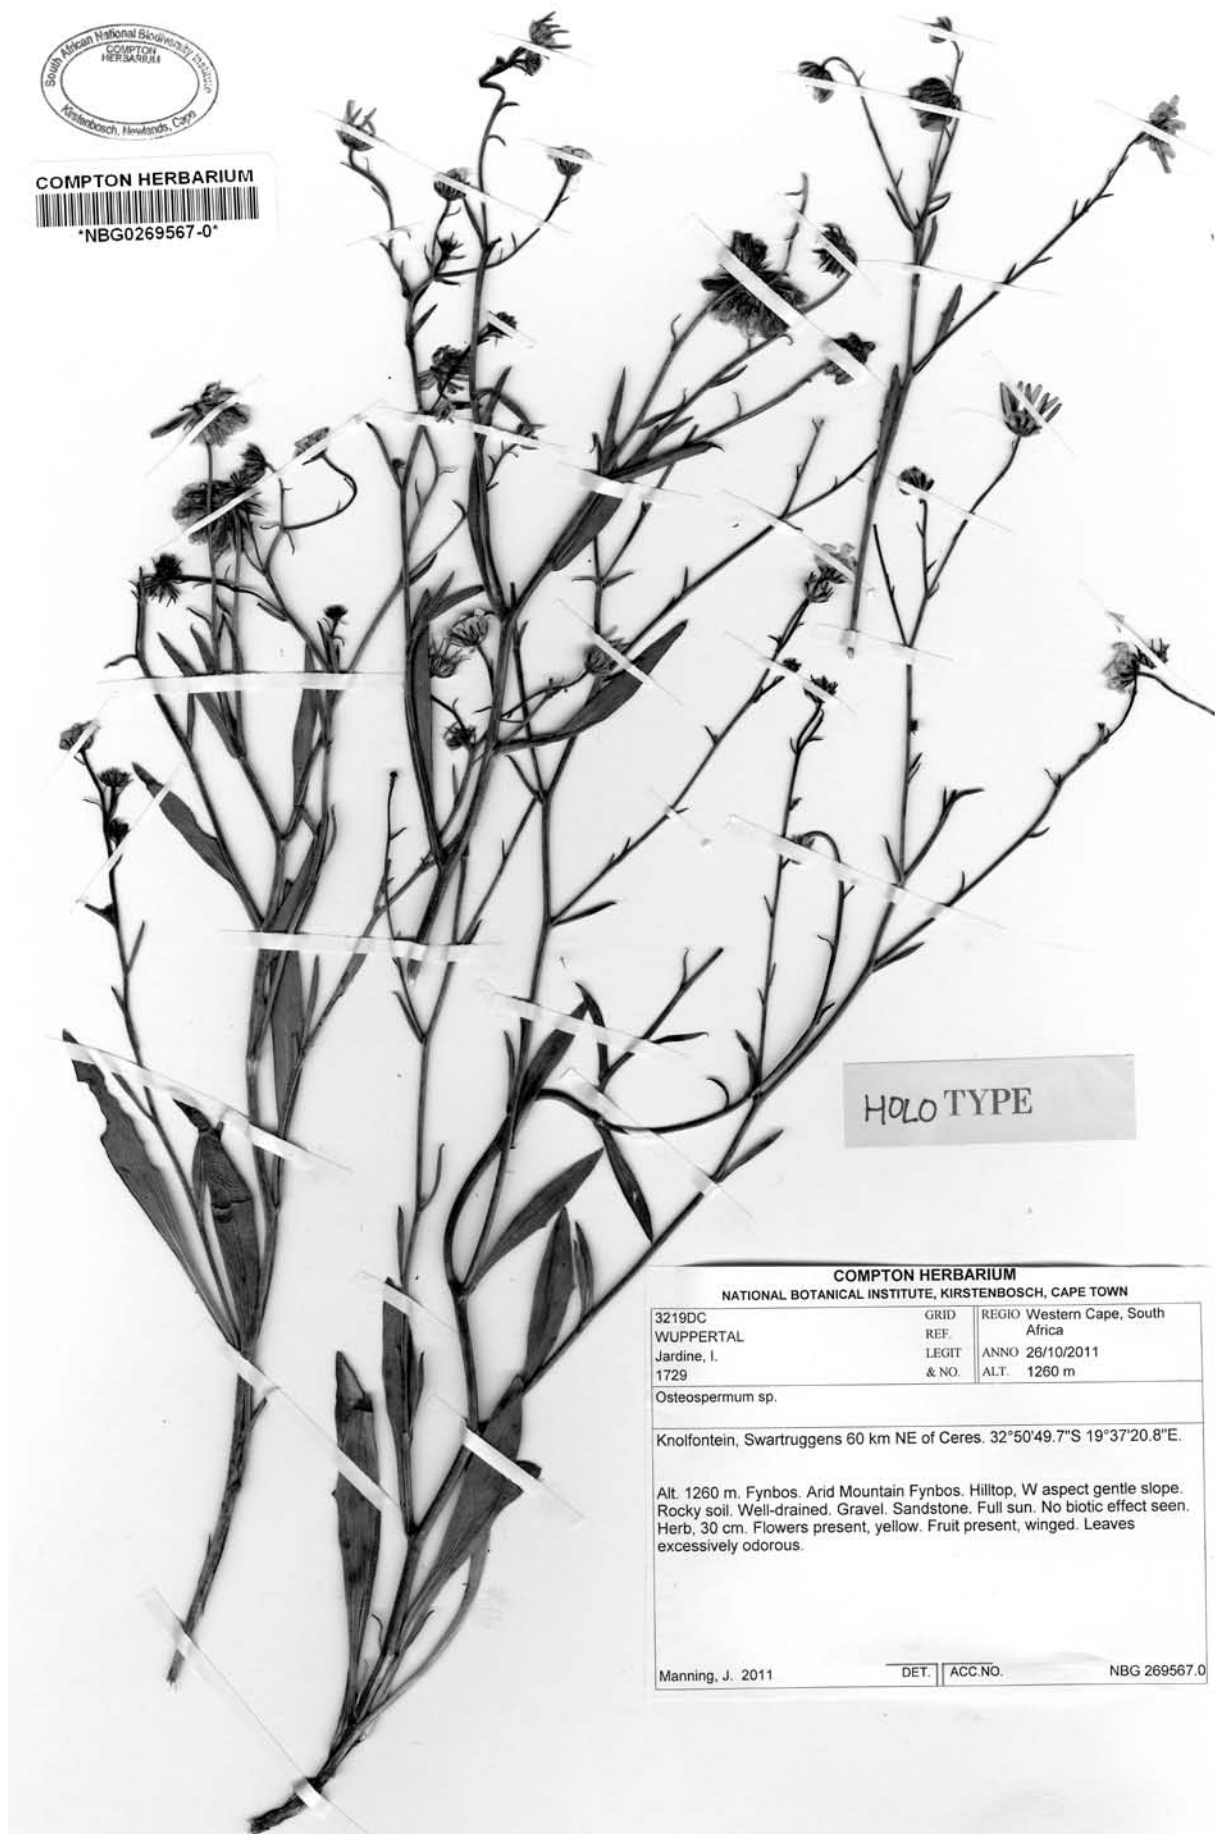 South African National Biodiversity Institute
COMPTON
HERBARIUM
Kirstenbosch, Newlands, Cape
COMPTON HERBARIUM
*NBG0269567-0*
HOLOTYPE
COMPTON HERBARIUM
NATIONAL BOTANICAL INSTITUTE, KIRSTENBOSCH, CAPE TOWN
3219DC GRID REGIO Western Cape, South
WUPPERTAL REF. Africa
Jardine, I. LEGIT ANNO 26/10/2011
1729 & NO. ALT. 1260 m
Osteospermum sp.
Knolfontein, Swartruggens 60 km NE of Ceres. 32°50'49.7"S 19°37'20.8"E.
Alt. 1260 m. Fynbos. Arid Mountain Fynbos. Hilltop, W aspect gentle slope.
Rocky soil. Well-drained. Gravel. Sandstone. Full sun. No biotic effect seen.
Herb, 30 cm. Flowers present, yellow. Fruit present, winged. Leaves
excessively odorous.
Manning, J. 2011 DET. ACC.NO. NBG 269567.0